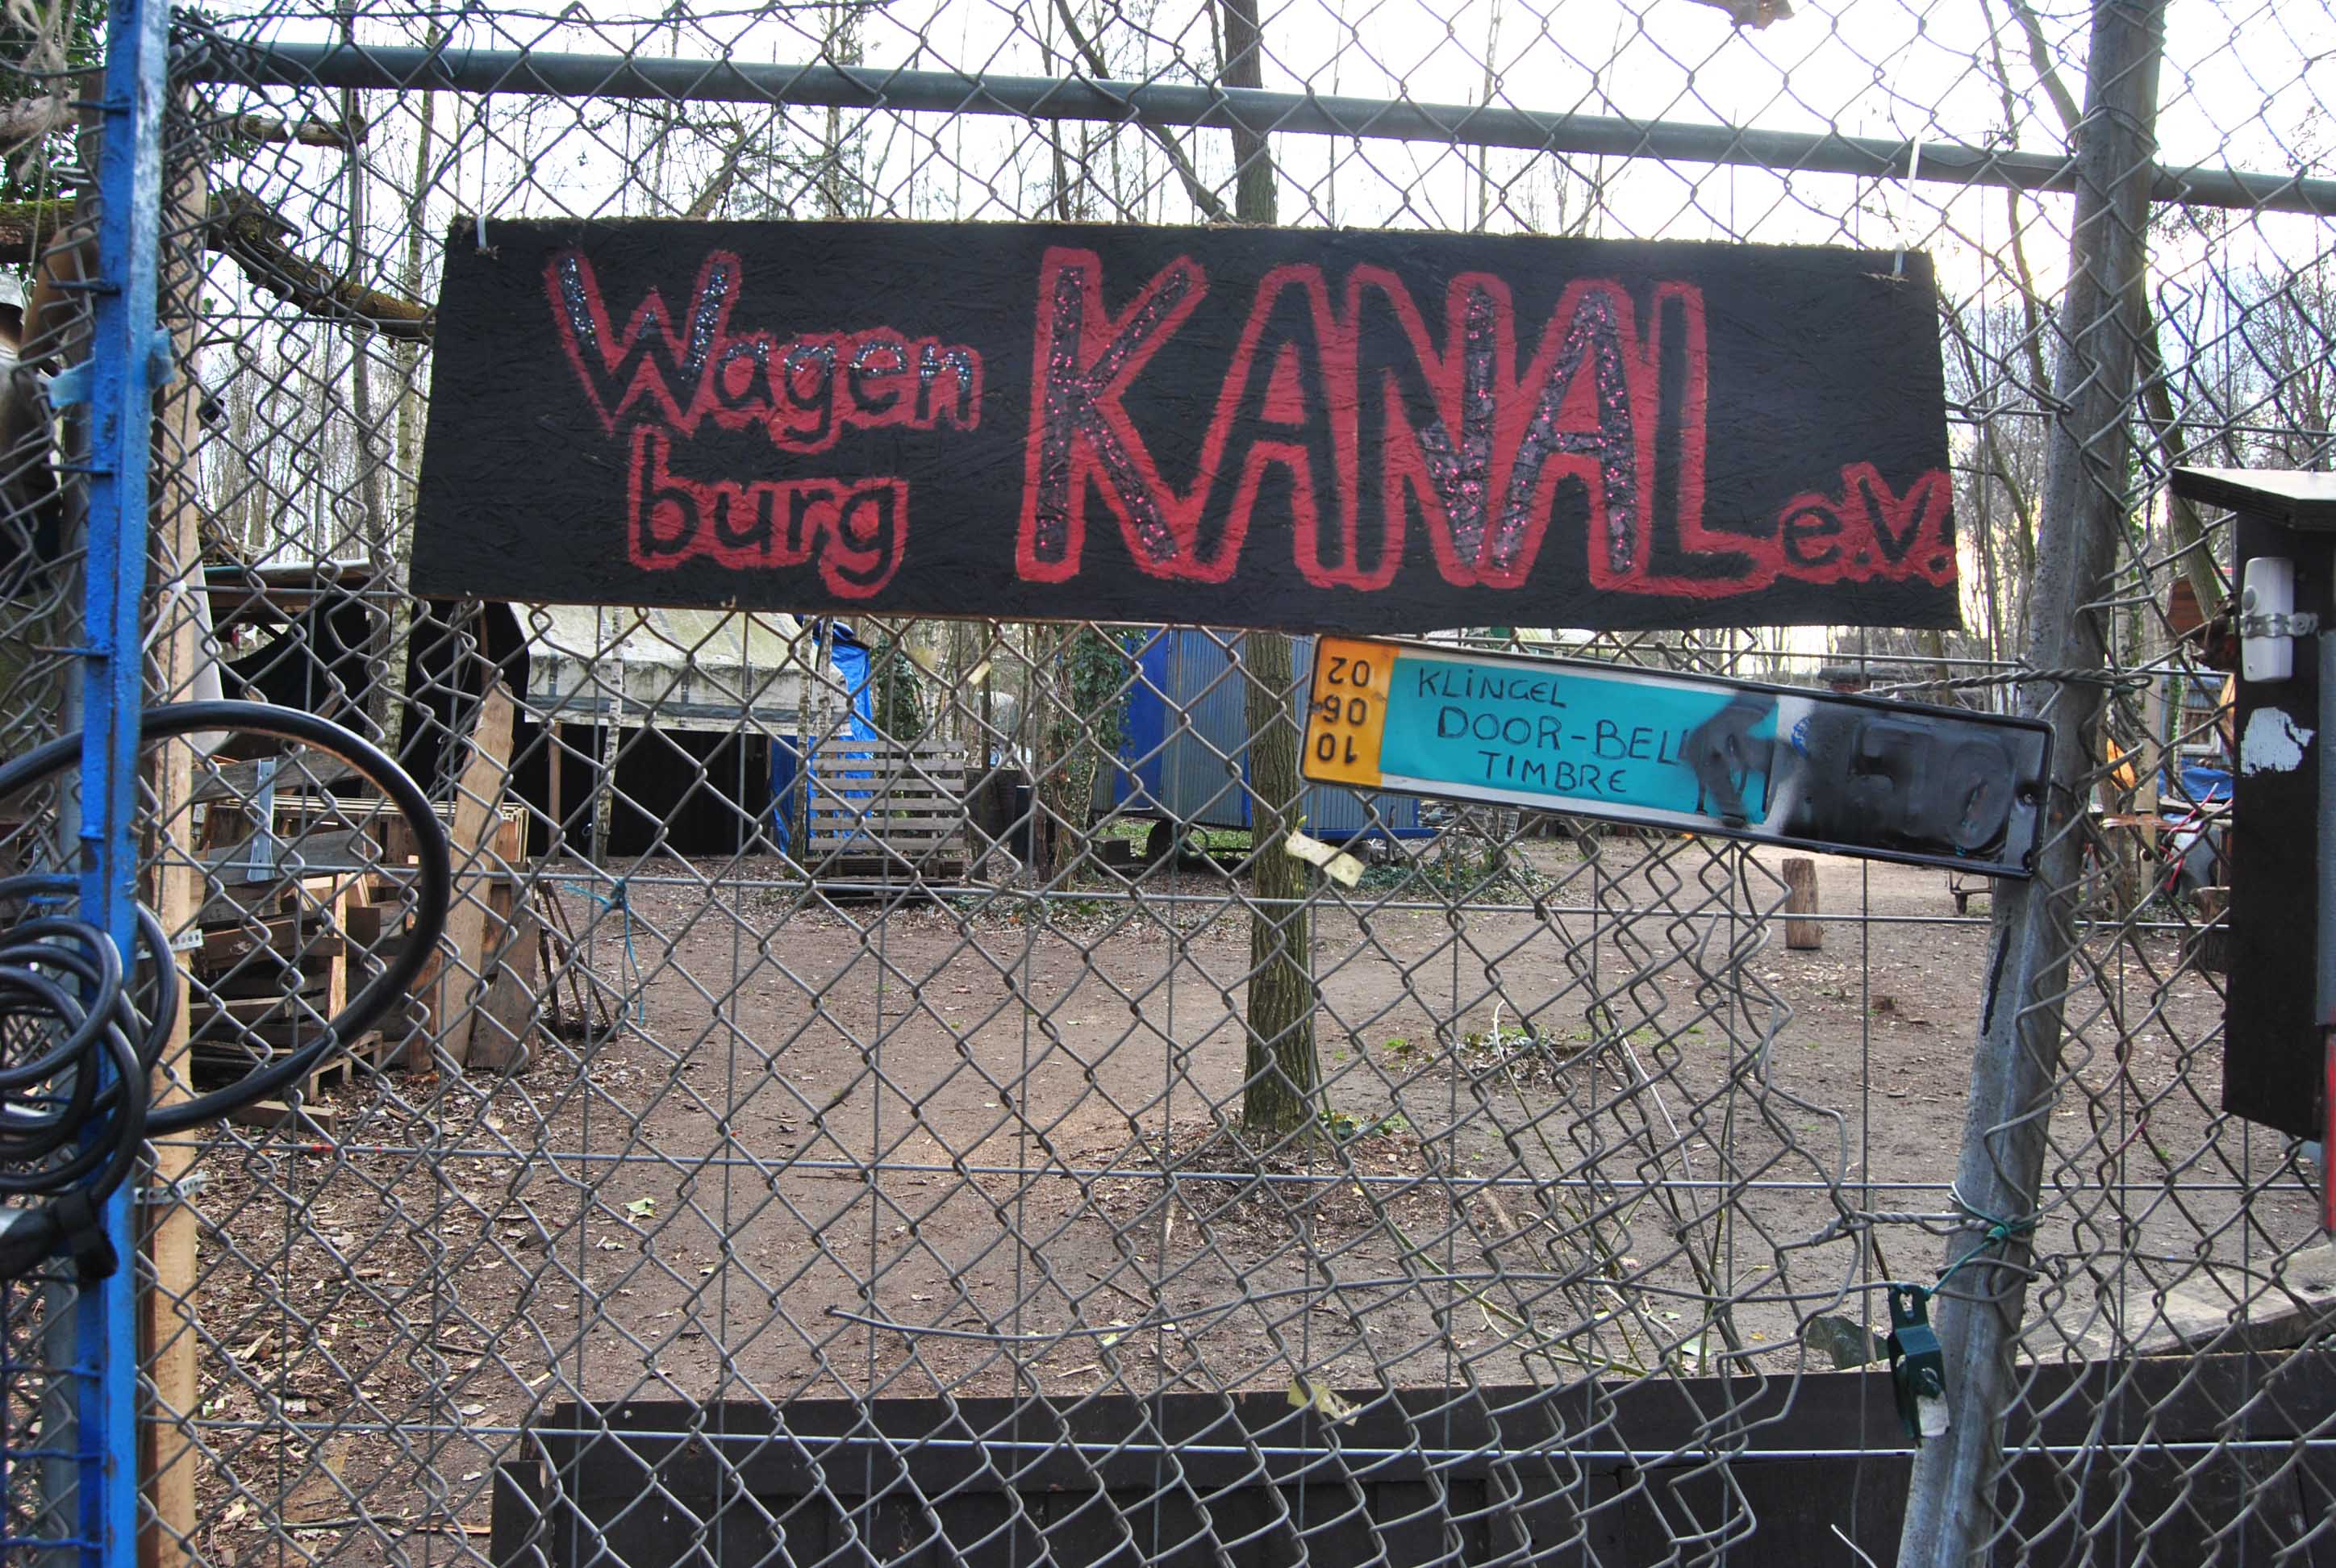 Wagen
burg
KANAL e.V.
KLINGEL
DOOR-BELL
TIMBRE
10 06 02